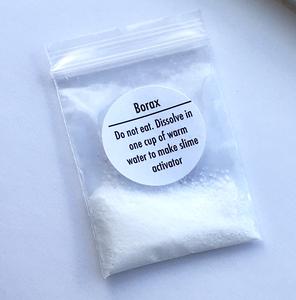 Borax
Do not eat. Dissolve in
one cup of warm
water to make slime
activator